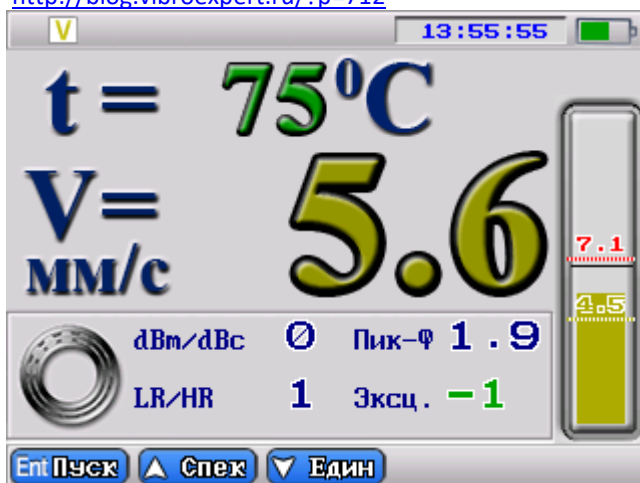 http://blog.vibroexpert.ru/?p=712
V 13:55:55
t = 75⁰C
V= 5.6
мм/с
7.1
4.5
dBm/dBc 0 Пик-Ф 1.9
LR/HR 1 Эксц. -1
Ent Пуск Спек Един